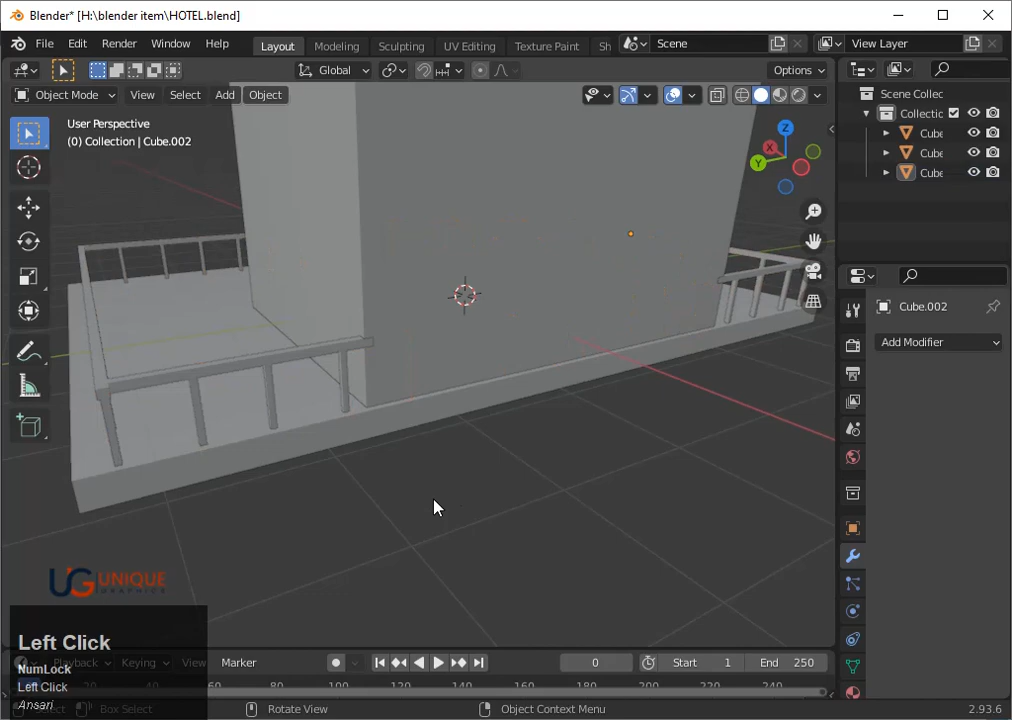 Blender* [H:\blender item\HOTEL.blend]
File Edit Render Window Help Layout Modeling Sculpting UV Editing Texture Paint Sh Scene View Layer
Global Options
Object Mode View Select Add Object
User Perspective
(0) Collection | Cube.002
Z
X
Y
Scene Collec
Collectic
Cube
Cube
Cube
Cube.002
Add Modifier
UG UNIQUE
GRAPHICS
Left Click
NumLock
Left Click
Ansari
Playback Keying View Marker 0 Start 1 End 250
20 40 60 80 100 120 140 160 180 200 220 240
Select Box Select Rotate View Object Context Menu 2.93.6